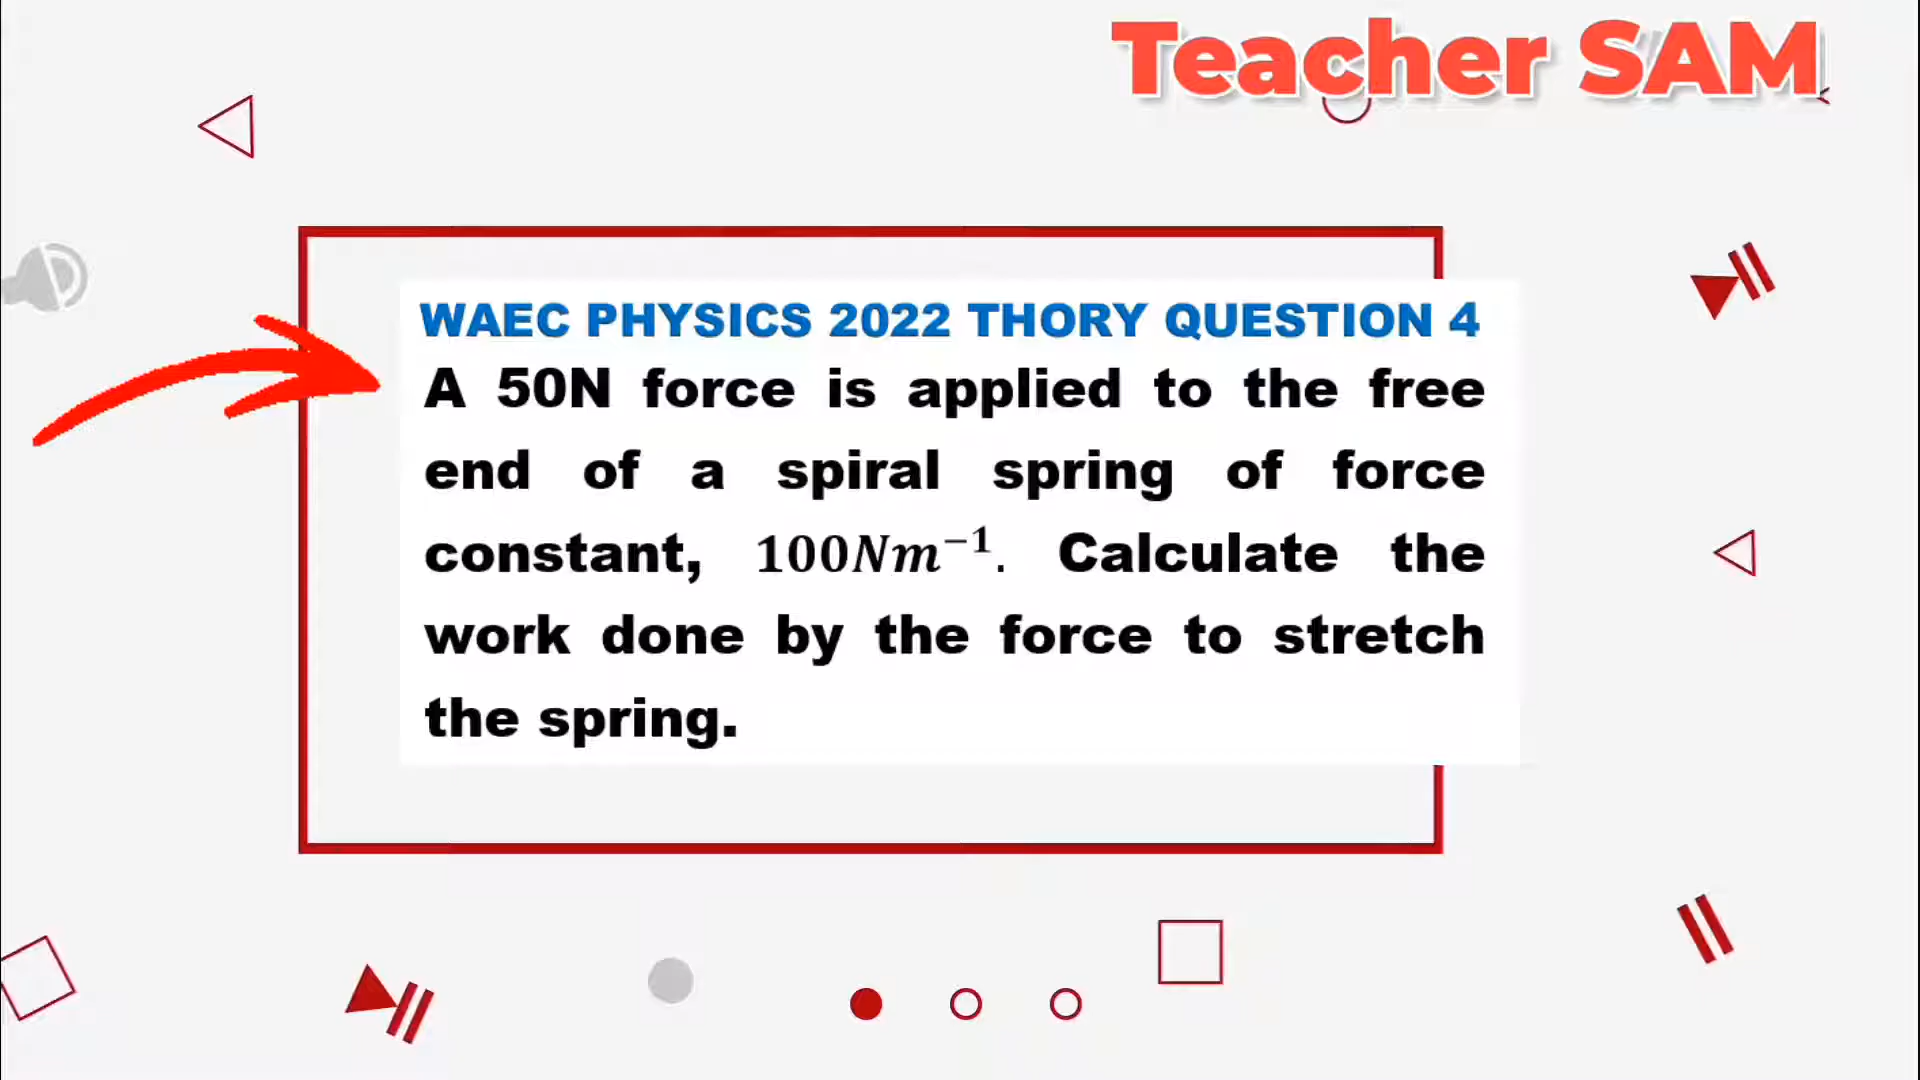 Teacher SAM
WAEC PHYSICS 2022 THORY QUESTION 4
A 50N force is applied to the free
end of a spiral spring of force
constant, 100Nm⁻¹. Calculate the
work done by the force to stretch
the spring.